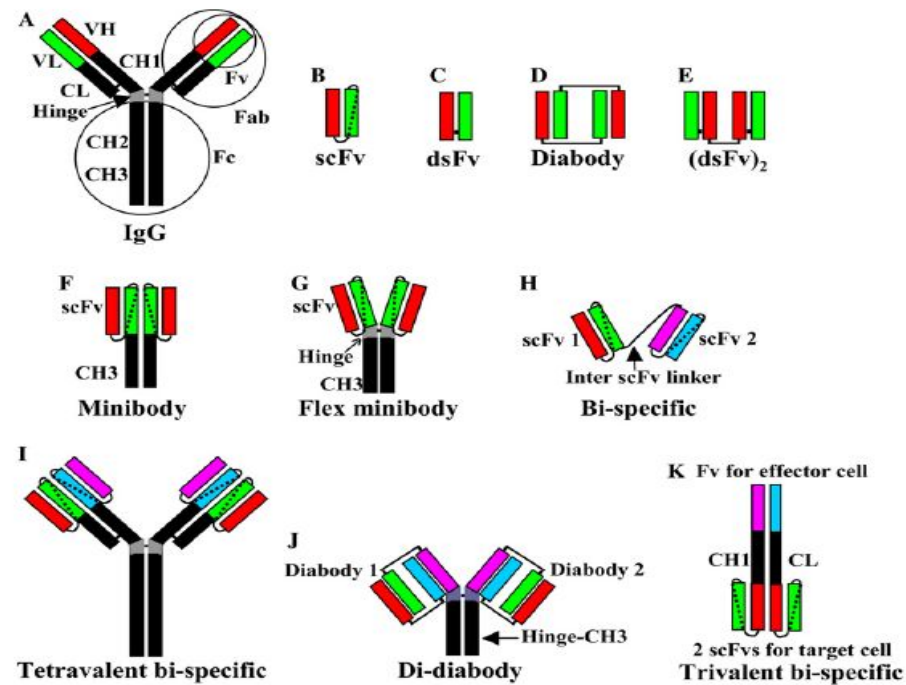 A
VH
VL
CH1
CL
Fv
Hinge
Fab
CH2
Fc
CH3
IgG
B
scFv
C
dsFv
D
Diabody
E
(dsFv)2
F
scFv
CH3
Minibody
G
scFv
Hinge
CH3
Flex minibody
H
scFv 1
scFv 2
Inter scFv linker
Bi-specific
I
Tetravalent bi-specific
J
Diabody 1
Diabody 2
Hinge-CH3
Di-diabody
K Fv for effector cell
CH1
CL
2 scFvs for target cell
Trivalent bi-specific